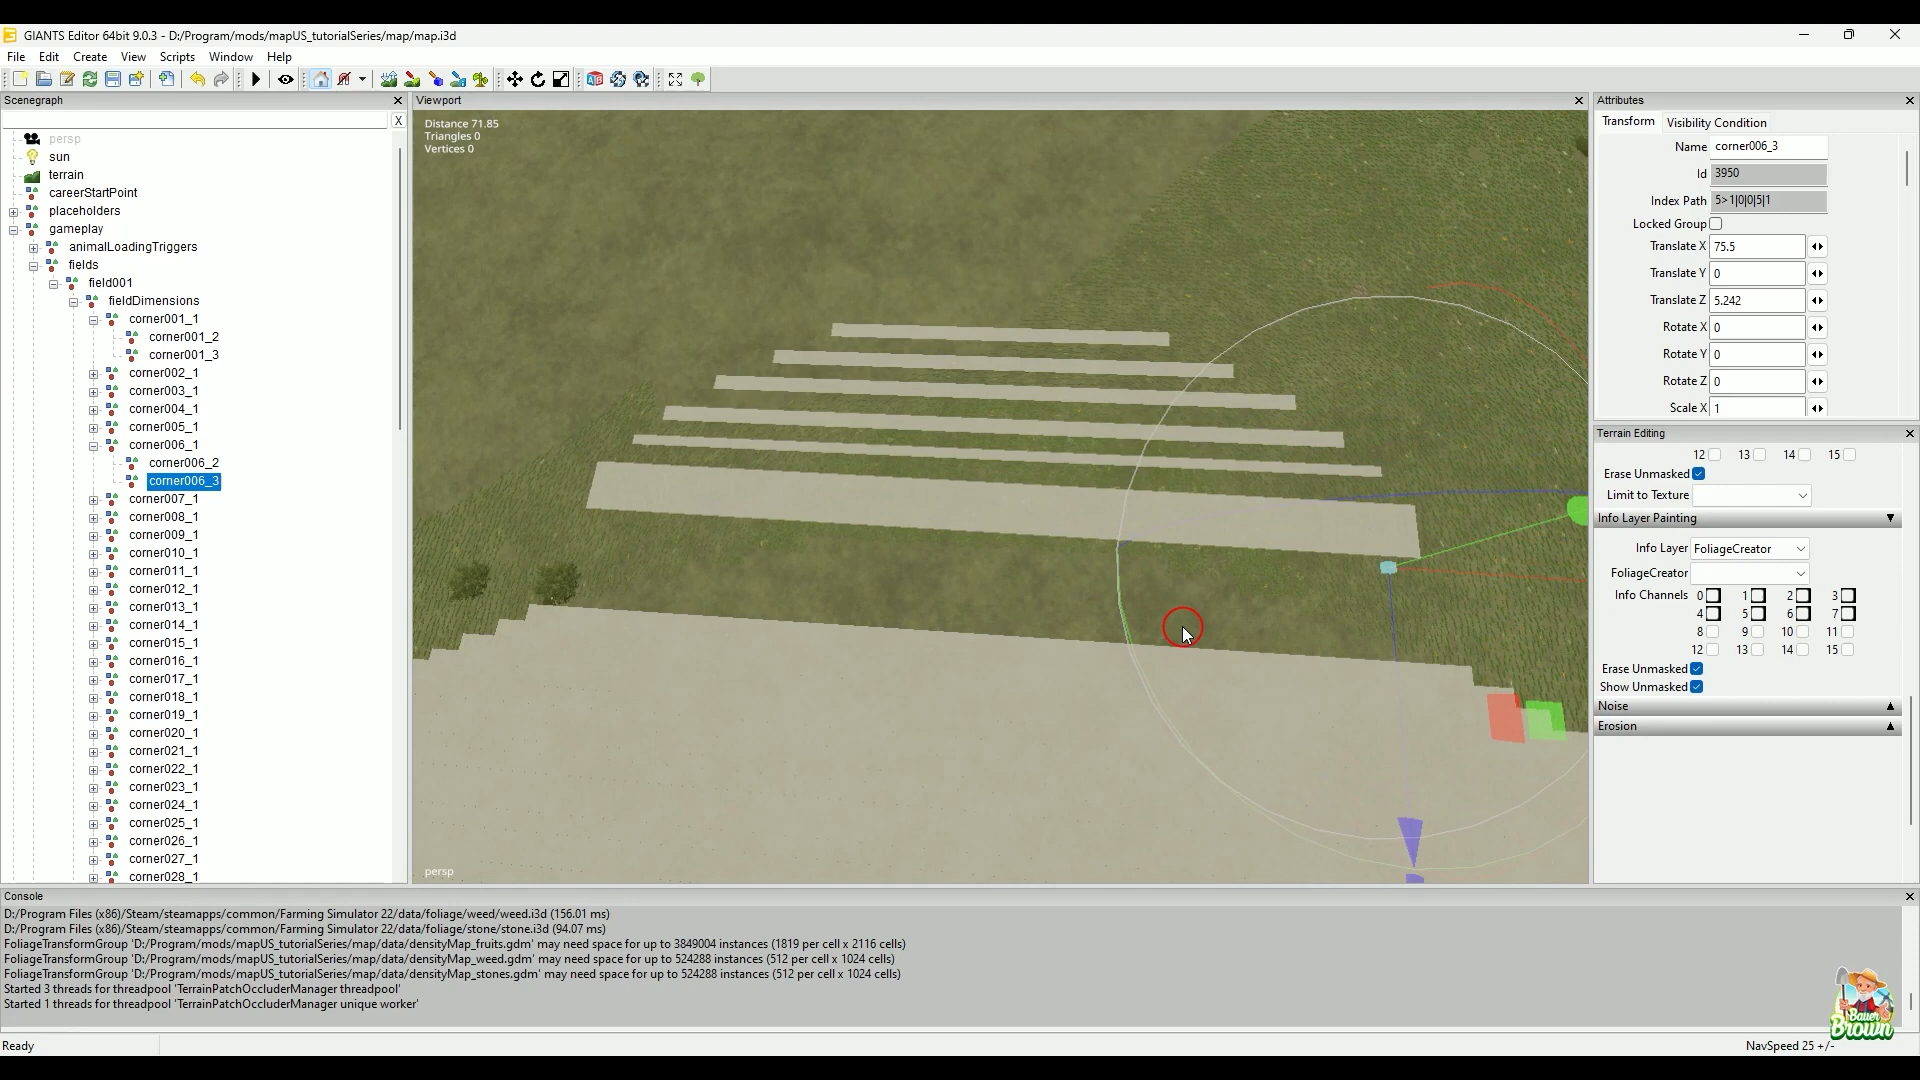 GIANTS Editor 64bit 9.0.3 - D:/Program/mods/mapUS_tutorialSeries/map/map.i3d
File Edit Create View Scripts Window Help
Scenegraph
X
persp
sun
terrain
careerStartPoint
placeholders
gameplay
animalLoadingTriggers
fields
field001
fieldDimensions
corner001_1
corner001_2
corner001_3
corner002_1
corner003_1
corner004_1
corner005_1
corner006_1
corner006_2
corner006_3
corner007_1
corner008_1
corner009_1
corner010_1
corner011_1
corner012_1
corner013_1
corner014_1
corner015_1
corner016_1
corner017_1
corner018_1
corner019_1
corner020_1
corner021_1
corner022_1
corner023_1
corner024_1
corner025_1
corner026_1
corner027_1
corner028_1
Viewport
Distance 71.85
Triangles 0
Vertices 0
persp
Attributes
Transform Visibility Condition
Name corner006_3
Id 3950
Index Path 5>1|0|0|5|1
Locked Group
Translate X 75.5
Translate Y 0
Translate Z 5.242
Rotate X 0
Rotate Y 0
Rotate Z 0
Scale X 1
Terrain Editing
12 13 14 15
Erase Unmasked
Limit to Texture
Info Layer Painting
Info Layer FoliageCreator
FoliageCreator
Info Channels 0 1 2 3
4 5 6 7
8 9 10 11
12 13 14 15
Erase Unmasked
Show Unmasked
Noise
Erosion
Console
D:/Program Files (x86)/Steam/steamapps/common/Farming Simulator 22/data/foliage/weed/weed.i3d (156.01 ms)
D:/Program Files (x86)/Steam/steamapps/common/Farming Simulator 22/data/foliage/stone/stone.i3d (94.07 ms)
FoliageTransformGroup 'D:/Program/mods/mapUS_tutorialSeries/map/data/densityMap_fruits.gdm' may need space for up to 3849004 instances (1819 per cell x 2116 cells)
FoliageTransformGroup 'D:/Program/mods/mapUS_tutorialSeries/map/data/densityMap_weed.gdm' may need space for up to 524288 instances (512 per cell x 1024 cells)
FoliageTransformGroup 'D:/Program/mods/mapUS_tutorialSeries/map/data/densityMap_stones.gdm' may need space for up to 524288 instances (512 per cell x 1024 cells)
Started 3 threads for threadpool 'TerrainPatchOccluderManager threadpool'
Started 1 threads for threadpool 'TerrainPatchOccluderManager unique worker'
Bauer
Brown
Ready
NavSpeed 25 +/-